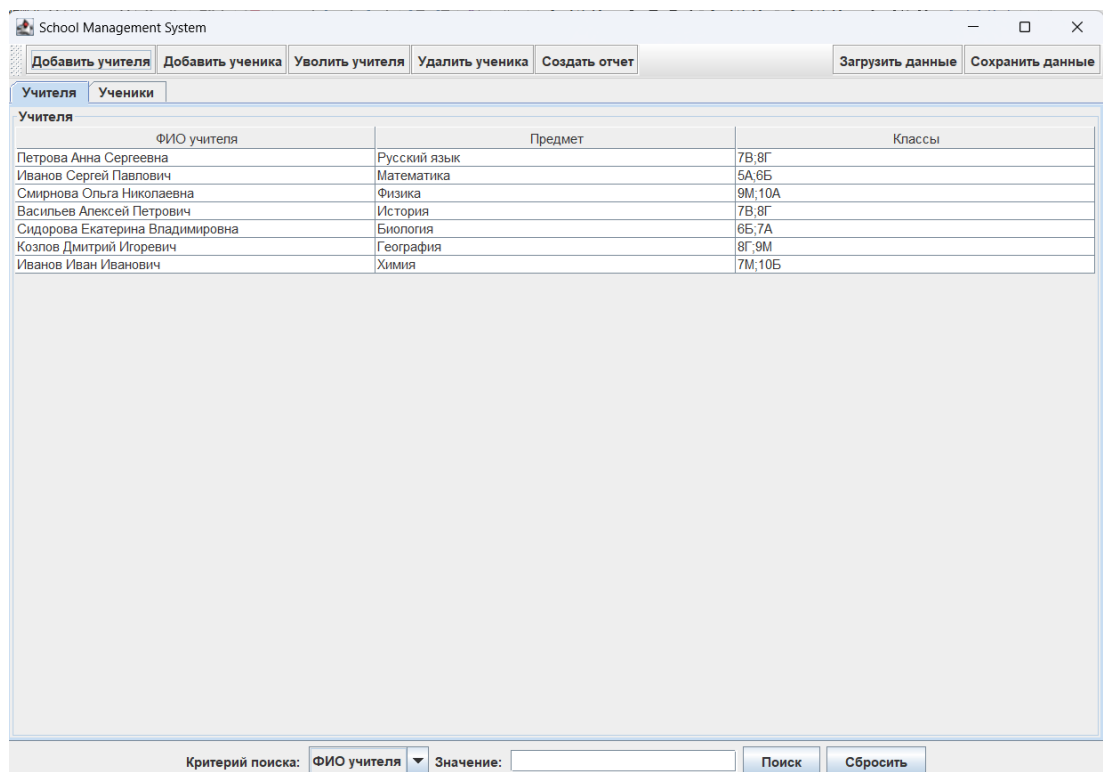 School Management System
Добавить учителя Добавить ученика Уволить учителя Удалить ученика Создать отчет Загрузить данные Сохранить данные
Учителя Ученики
Учителя
ФИО учителя Предмет Классы
Петрова Анна Сергеевна Русский язык 7В;8Г
Иванов Сергей Павлович Математика 5А;6Б
Смирнова Ольга Николаевна Физика 9М;10А
Васильев Алексей Петрович История 7В;8Г
Сидорова Екатерина Владимировна Биология 6Б;7А
Козлов Дмитрий Игоревич География 8Г;9М
Иванов Иван Иванович Химия 7М;10Б
Критерий поиска: ФИО учителя Значение: Поиск Сбросить